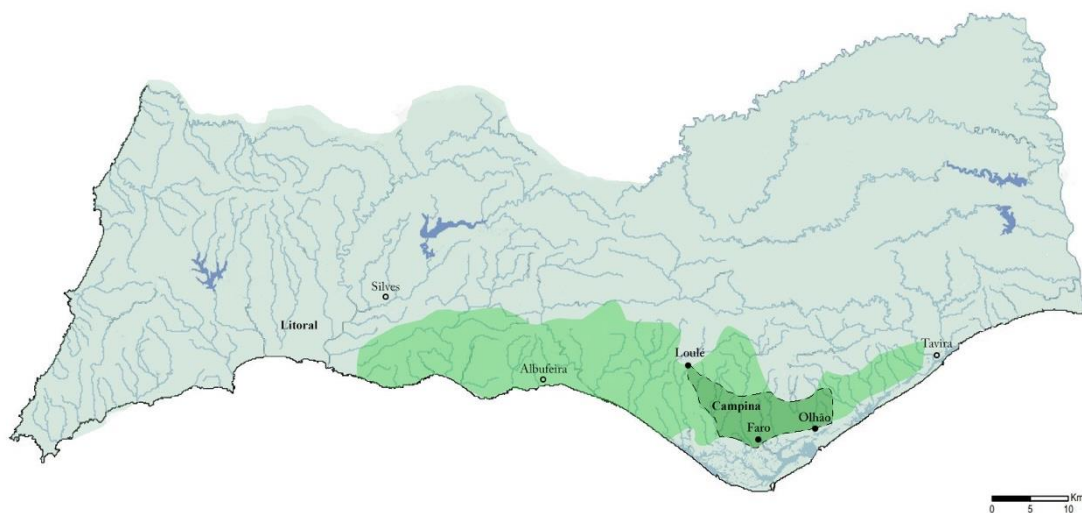 Silves
Litoral
Tavira
Loulé
Albufeira
Campina
Olhão
Faro
Km
0 5 10